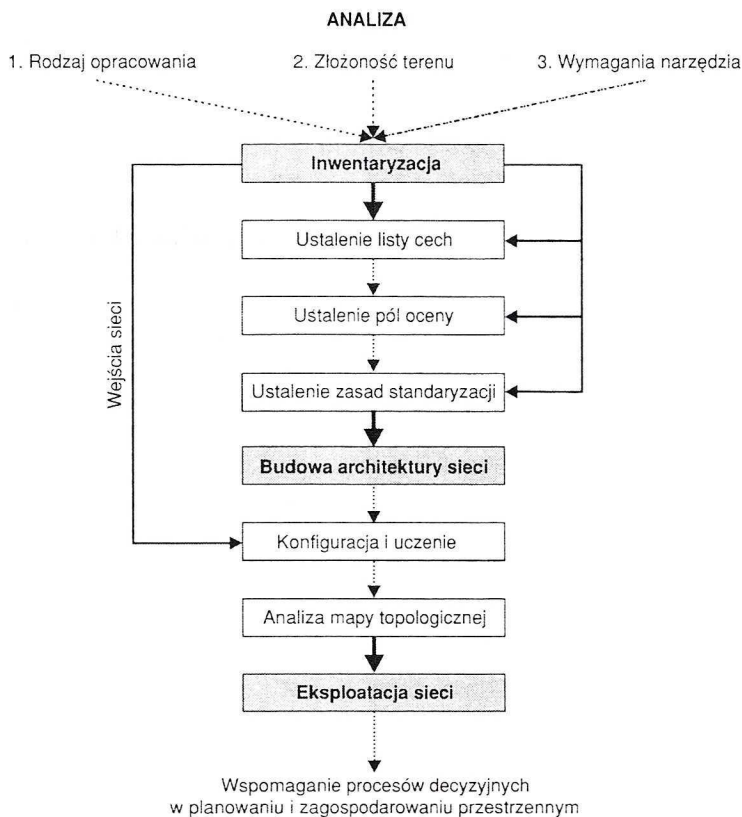 ANALIZA
1. Rodzaj opracowania
2. Złożoność terenu
3. Wymagania narzędzia
Inwentaryzacja
Ustalenie listy cech
Ustalenie pól oceny
Ustalenie zasad standaryzacji
Wejścia sieci
Budowa architektury sieci
Konfiguracja i uczenie
Analiza mapy topologicznej
Eksploatacja sieci
Wspomaganie procesów decyzyjnych
w planowaniu i zagospodarowaniu przestrzennym